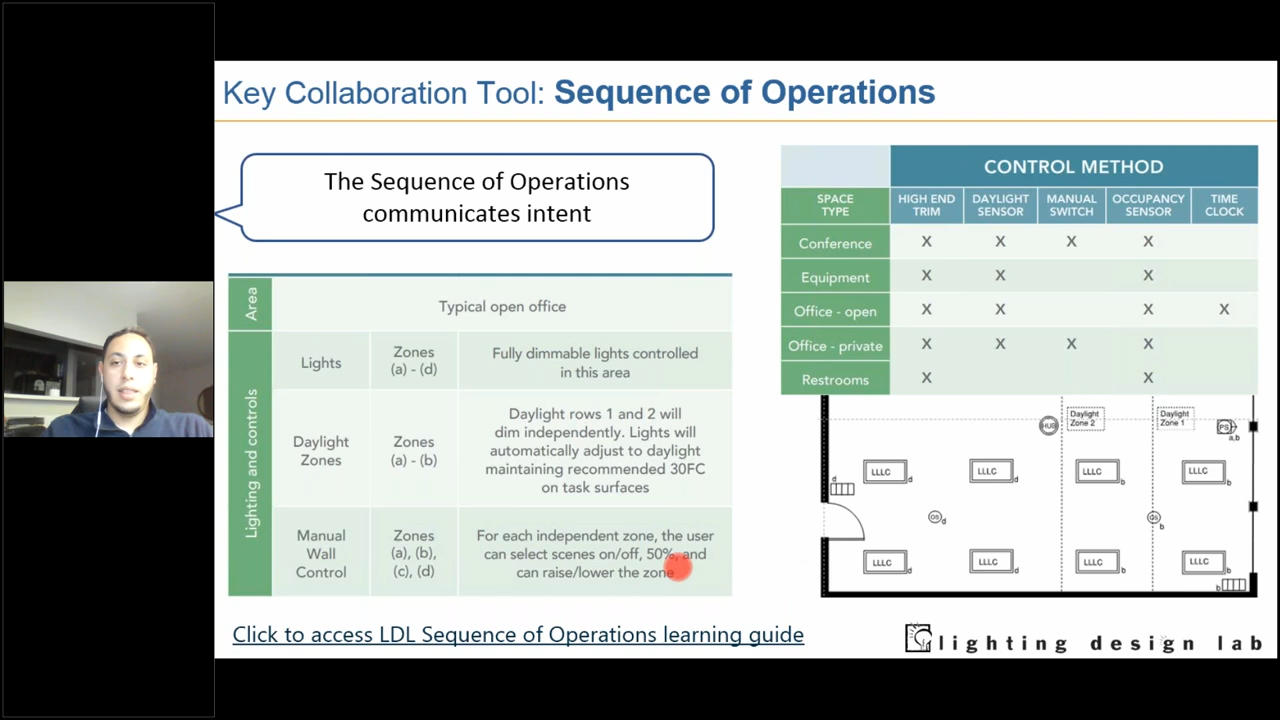 Key Collaboration Tool: Sequence of Operations
The Sequence of Operations
communicates intent
Area
Typical open office
Lighting and controls
Lights
Zones
(a) - (d)
Fully dimmable lights controlled
in this area
Daylight
Zones
Zones
(a) - (b)
Daylight rows 1 and 2 will
dim independently. Lights will
automatically adjust to daylight
maintaining recommended 30FC
on task surfaces
Manual
Wall
Control
Zones
(a), (b),
(c), (d)
For each independent zone, the user
can select scenes on/off, 50%, and
can raise/lower the zone
Click to access LDL Sequence of Operations learning guide
CONTROL METHOD
SPACE
TYPE
HIGH END
TRIM
DAYLIGHT
SENSOR
MANUAL
SWITCH
OCCUPANCY
SENSOR
TIME
CLOCK
Conference X X X X
Equipment X X X
Office - open X X X X
Office - private X X X X
Restrooms X X
HUB
Daylight
Zone 2
Daylight
Zone 1
PS
a,b
d
LLLC d
LLLC d
LLLC b
LLLC b
OS d
OS b
LLLC d
LLLC d
LLLC b
LLLC b
b
lighting design lab